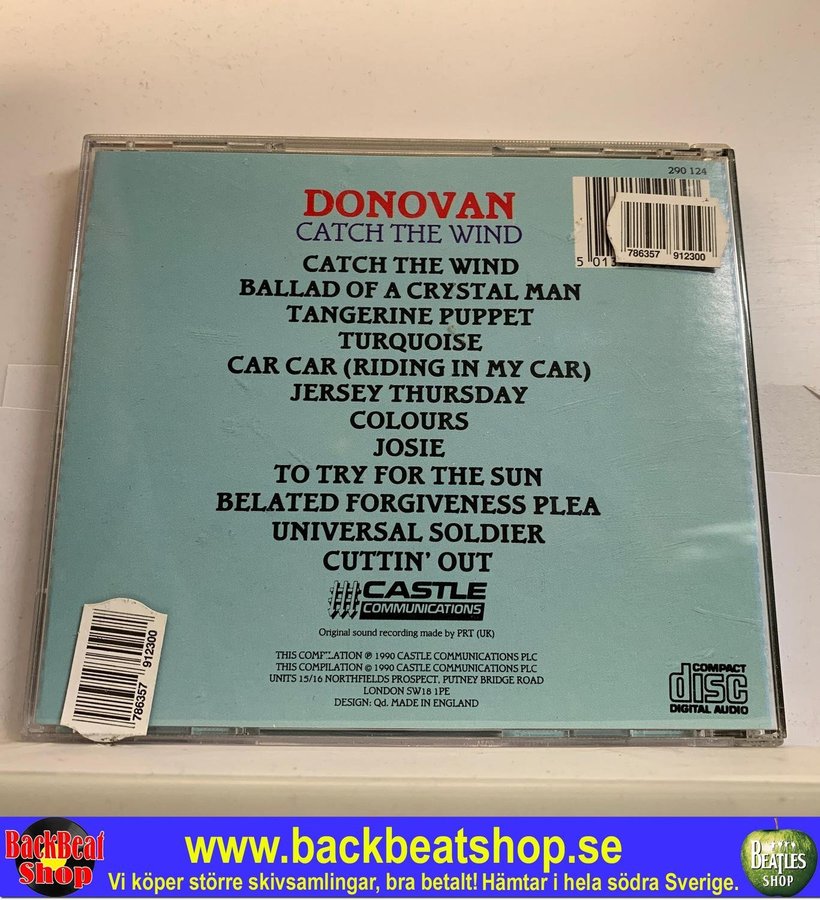 290 124
DONOVAN
CATCH THE WIND
5 013
786357 912300
CATCH THE WIND
BALLAD OF A CRYSTAL MAN
TANGERINE PUPPET
TURQUOISE
CAR CAR (RIDING IN MY CAR)
JERSEY THURSDAY
COLOURS
JOSIE
TO TRY FOR THE SUN
BELATED FORGIVENESS PLEA
UNIVERSAL SOLDIER
CUTTIN' OUT
CASTLE
COMMUNICATIONS
Original sound recording made by PRT (UK)
THIS COMPILATION ℗ 1990 CASTLE COMMUNICATIONS PLC
THIS COMPILATION © 1990 CASTLE COMMUNICATIONS PLC
UNITS 15/16 NORTHFIELDS PROSPECT, PUTNEY BRIDGE ROAD
LONDON SW18 1PE
DESIGN: Qd. MADE IN ENGLAND
786357 912300
COMPACT
disc
DIGITAL AUDIO
BackBeat
Shop
www.backbeatshop.se
Vi köper större skivsamlingar, bra betalt! Hämtar i hela södra Sverige.
BEATLES
SHOP